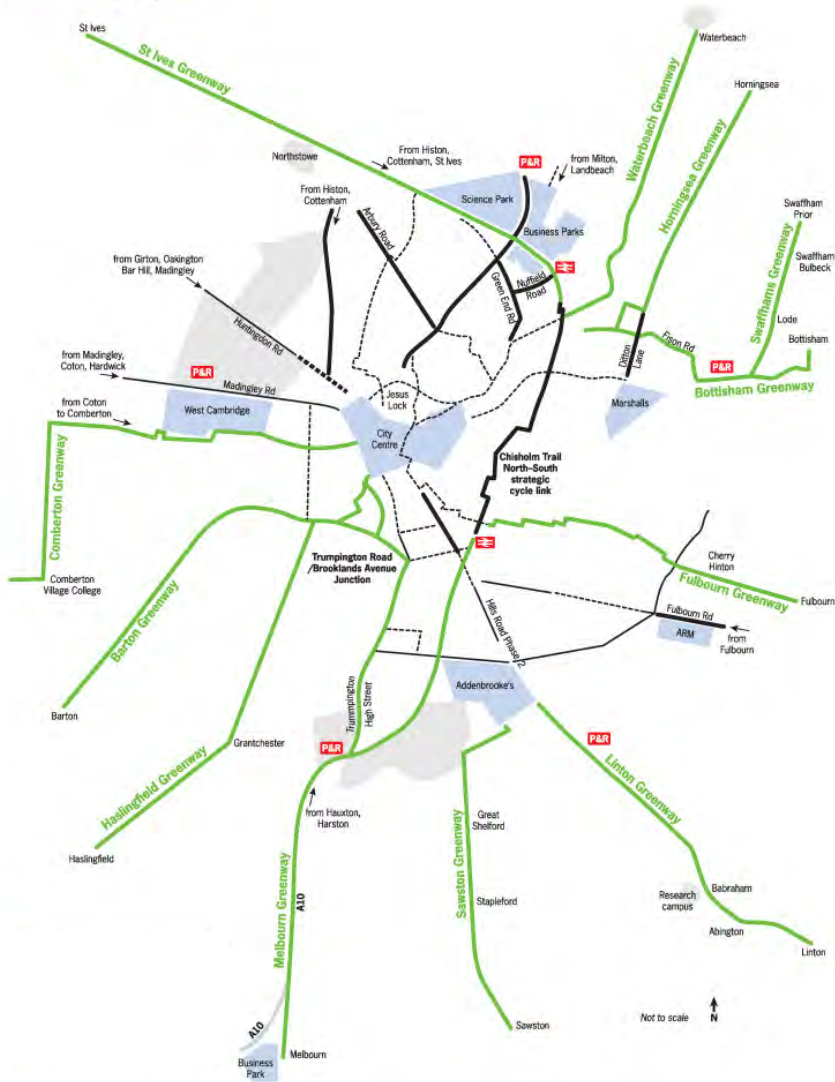 St Ives
St Ives Greenway
Waterbeach
Waterbeach Greenway
Horningsea
Horningsea Greenway
Northstowe
From Histon,
Cottenham, St Ives
P&R
from Milton,
Landbeach
Science Park
Business Parks
From Histon,
Cottenham
Arbury Road
Swaffham
Prior
Swaffham
Bulbeck
Swaffhams Greenway
Lode
Bottisham
from Girton, Oakington
Bar Hill, Madingley
Huntingdon Rd
Green End Rd
Nuffield
Road
Fison Rd
Ditton
Lane
P&R
Bottisham Greenway
from Madingley,
Coton, Hardwick
P&R
Madingley Rd
Jesus
Lock
Marshalls
from Coton
to Comberton
West Cambridge
City
Centre
Chisholm Trail
North–South
strategic
cycle link
Comberton Greenway
Comberton
Village College
Trumpington Road
/Brooklands Avenue
Junction
Cherry
Hinton
Fulbourn Greenway
Fulbourn
Fulbourn Rd
ARM
from
Fulbourn
Barton Greenway
Barton
Hills Road Phase 2
Addenbrooke's
Trummpington
High Street
Grantchester
P&R
P&R
Haslingfield Greenway
Haslingfield
from Hauxton,
Harston
Linton Greenway
Great
Shelford
Sawston Greenway
Stapleford
Melbourn Greenway
A10
Research
campus
Babraham
Abington
Linton
Sawston
A10
Business
Park
Melbourn
Not to scale
N